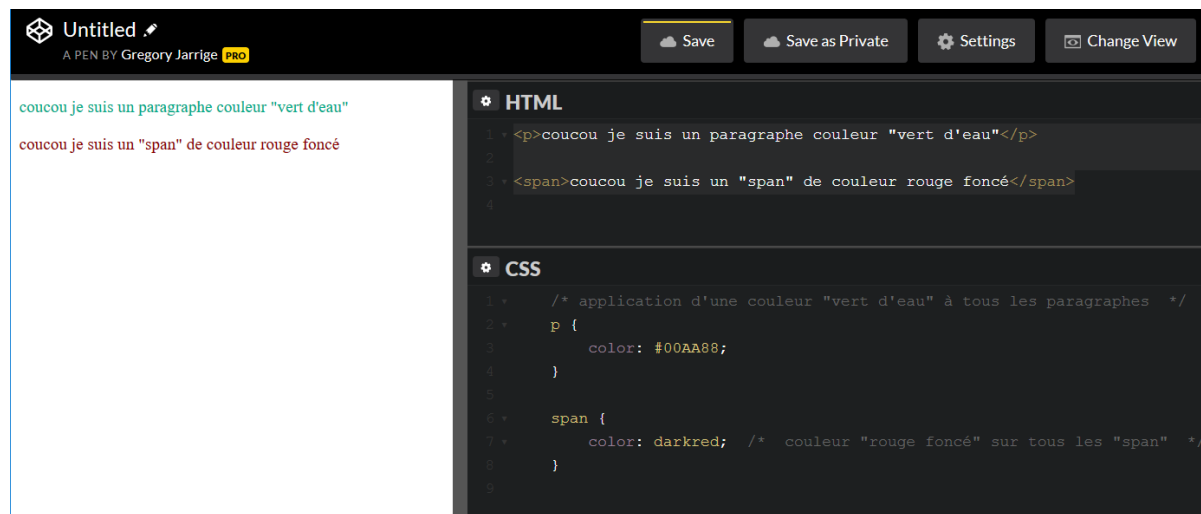 Untitled
A PEN BY Gregory Jarrige PRO
Save
Save as Private
Settings
Change View
coucou je suis un paragraphe couleur "vert d'eau"
coucou je suis un "span" de couleur rouge foncé
HTML
1 <p>coucou je suis un paragraphe couleur "vert d'eau"</p>
2
3 <span>coucou je suis un "span" de couleur rouge foncé</span>
4
CSS
1 /* application d'une couleur "vert d'eau" à tous les paragraphes */
2 p {
3 color: #00AA88;
4 }
5
6 span {
7 color: darkred; /* couleur "rouge foncé" sur tous les "span" */
8 }
9